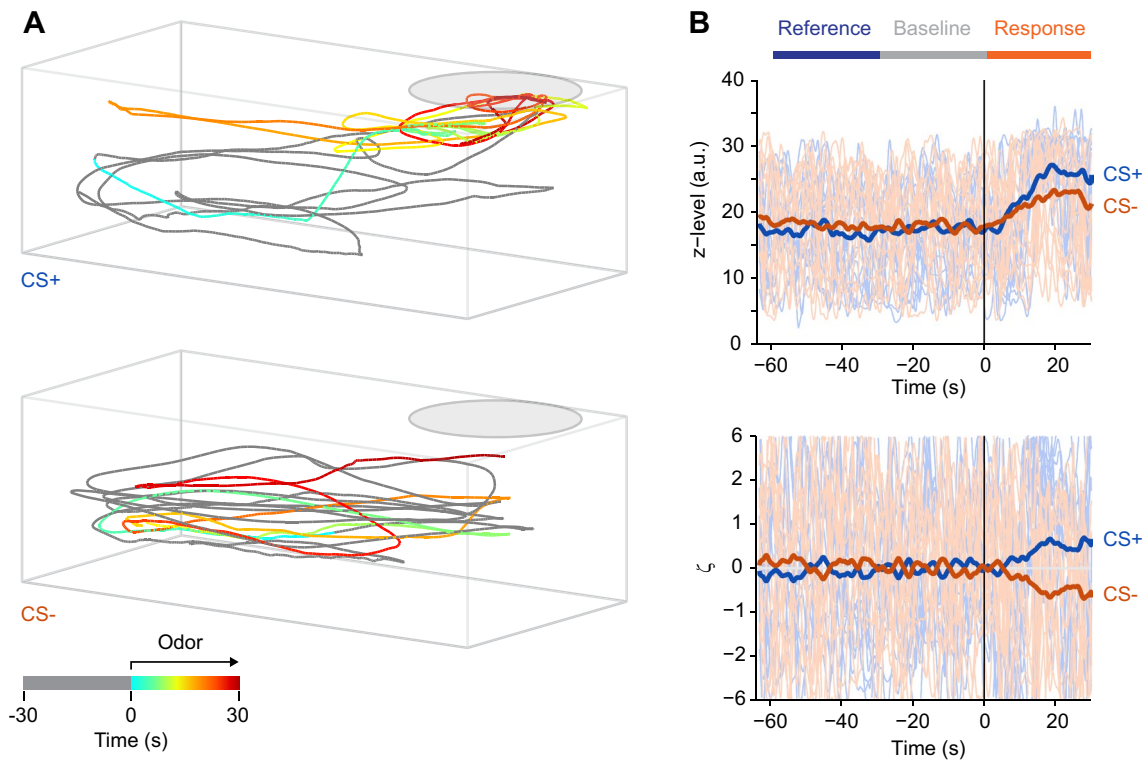 A
CS+
CS-
Odor
-30 0 30
Time (s)
B
Reference Baseline Response
40
30
20
10
0
z−level (a.u.)
CS+
CS-
−60 −40 −20 0 20
Time (s)
6
2
1
0
−1
−2
−6
ζ
CS+
CS-
−60 −40 −20 0 20
Time (s)